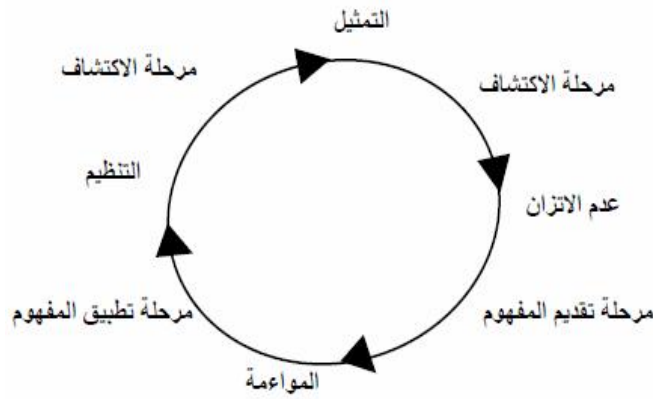 التمثيل
مرحلة الاكتشاف
مرحلة الاكتشاف
التنظيم
عدم الاتزان
مرحلة تقديم المفهوم
مرحلة تطبيق المفهوم
المواءمة